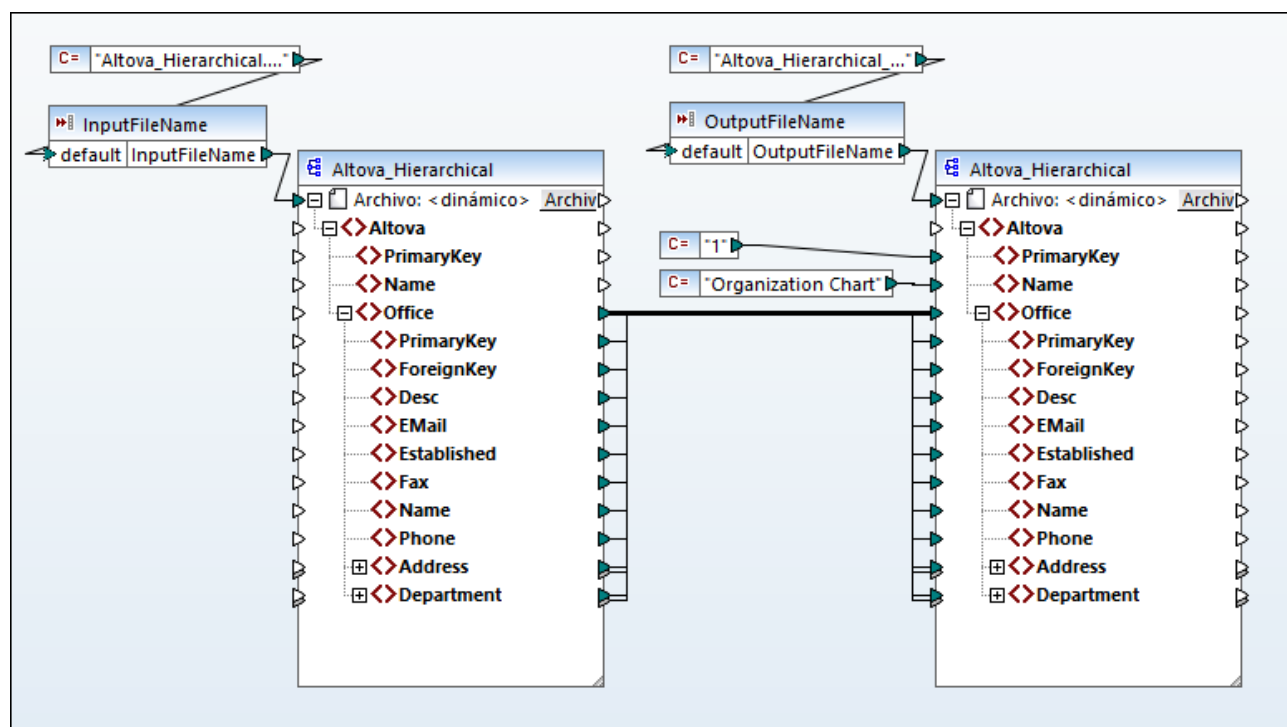 C= "Altova_Hierarchical...."
C= "Altova_Hierarchical_..."
InputFileName
default InputFileName
OutputFileName
default OutputFileName
Altova_Hierarchical
Archivo: <dinámico> Archiv
Altova
PrimaryKey
Name
Office
PrimaryKey
ForeignKey
Desc
EMail
Established
Fax
Name
Phone
Address
Department
C= "1"
C= "Organization Chart"
Altova_Hierarchical
Archivo: <dinámico> Archiv
Altova
PrimaryKey
Name
Office
PrimaryKey
ForeignKey
Desc
EMail
Established
Fax
Name
Phone
Address
Department